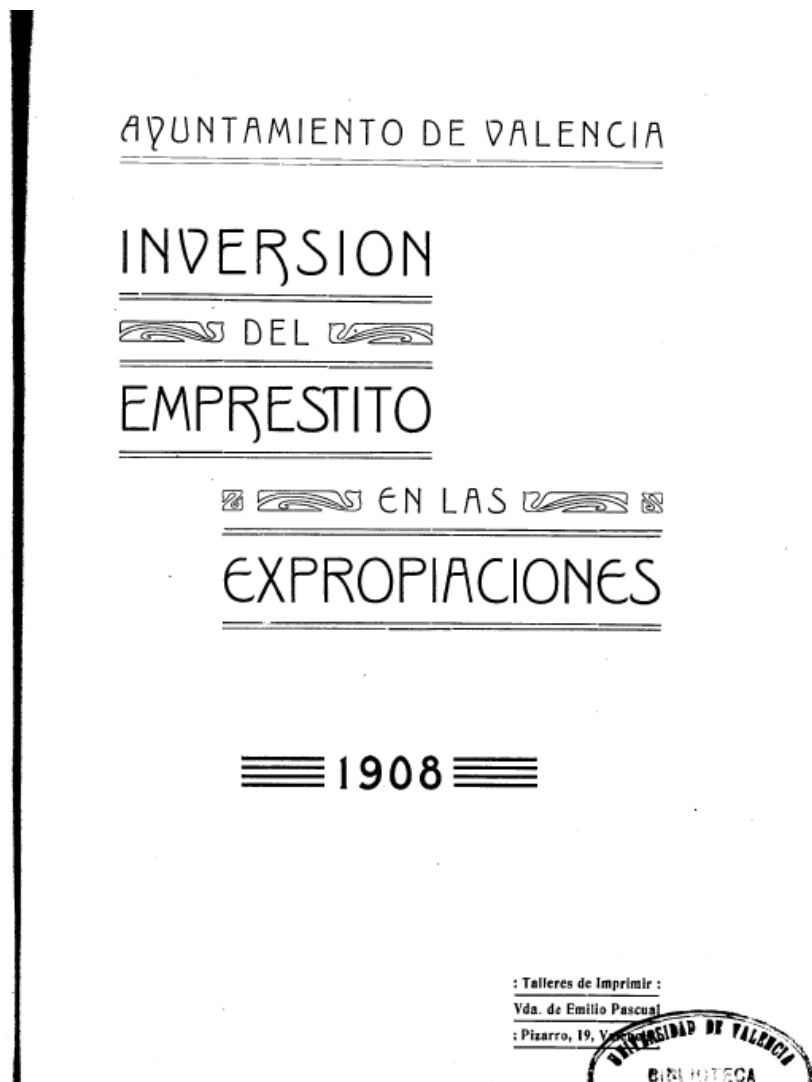 AYUNTAMIENTO DE VALENCIA
INVERSION
DEL
EMPRESTITO
EN LAS
EXPROPIACIONES
1908
: Talleres de Imprimir :
Vda. de Emilio Pascual
: Pizarro, 19,
UNIVERSIDAD DE VALENCIA
BIBLIOTECA